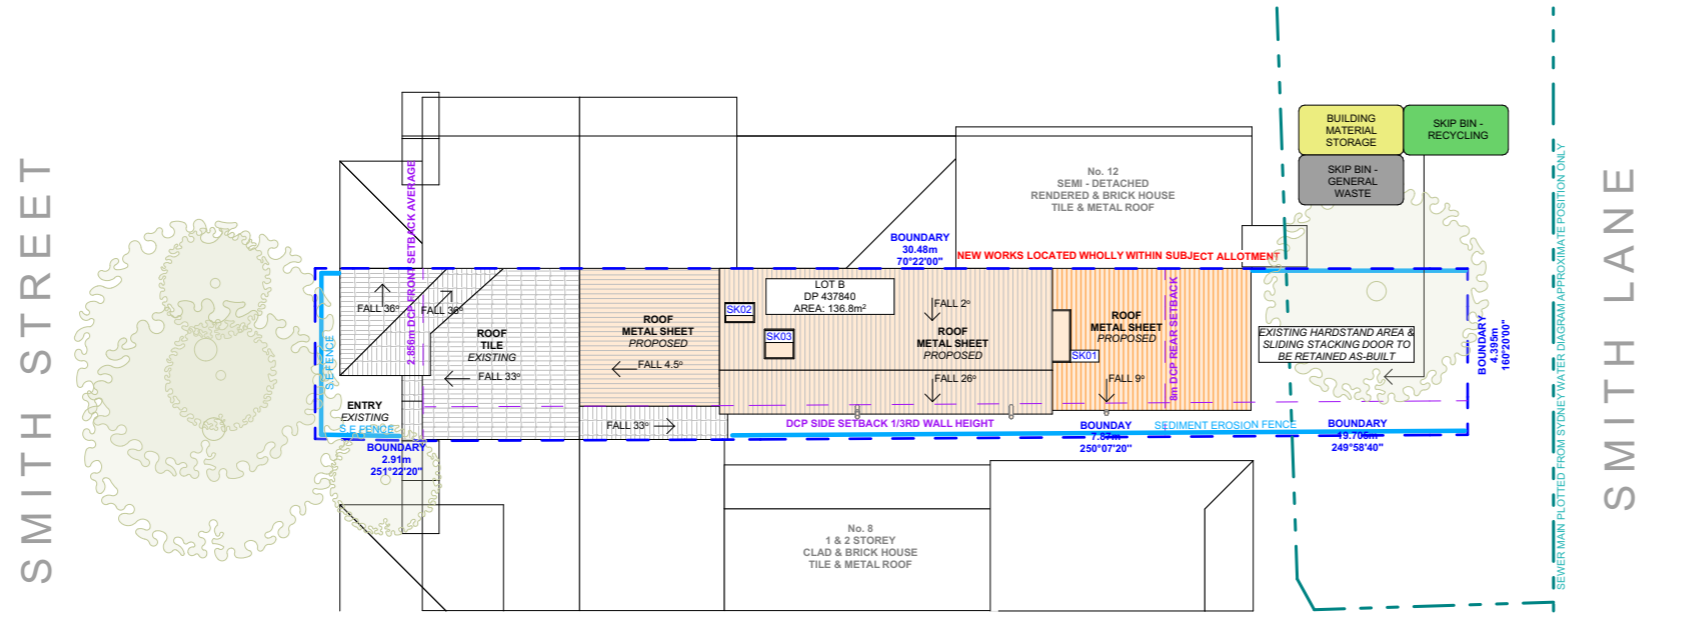 SMITH STREET
BUILDING
MATERIAL
STORAGE
SKIP BIN -
RECYCLING
SKIP BIN -
GENERAL
WASTE
SMITH LANE
SEWER MAIN PLOTTED FROM SYDNEY WATER DIAGRAM APPROXIMATE POSITION ONLY
No. 12
SEMI - DETACHED
RENDERED & BRICK HOUSE
TILE & METAL ROOF
2.856m DCP FRONT SETBACK AVERAGE
BOUNDARY
30.48m
70°22'00"
NEW WORKS LOCATED WHOLLY WITHIN SUBJECT ALLOTMENT
FALL 36°
FALL 36°
ROOF
TILE
EXISTING
FALL 33°
ROOF
METAL SHEET
PROPOSED
FALL 4.5°
SK02
SK03
LOT B
DP 437840
AREA: 136.8m²
FALL 2°
ROOF
METAL SHEET
PROPOSED
FALL 26°
ROOF
METAL SHEET
PROPOSED
SK01
FALL 9°
8m DCP REAR SETBACK
EXISTING HARDSTAND AREA &
SLIDING STACKING DOOR TO
BE RETAINED AS-BUILT
BOUNDARY
4.395m
160°20'00"
S.E FENCE
ENTRY
EXISTING
S.E FENCE
FALL 33°
BOUNDARY
2.91m
251°22'20"
DCP SIDE SETBACK 1/3RD WALL HEIGHT
BOUNDAY
7.87m
250°07'20"
SEDIMENT EROSION FENCE
BOUNDARY
19.705m
249°58'40"
No. 8
1 & 2 STOREY
CLAD & BRICK HOUSE
TILE & METAL ROOF